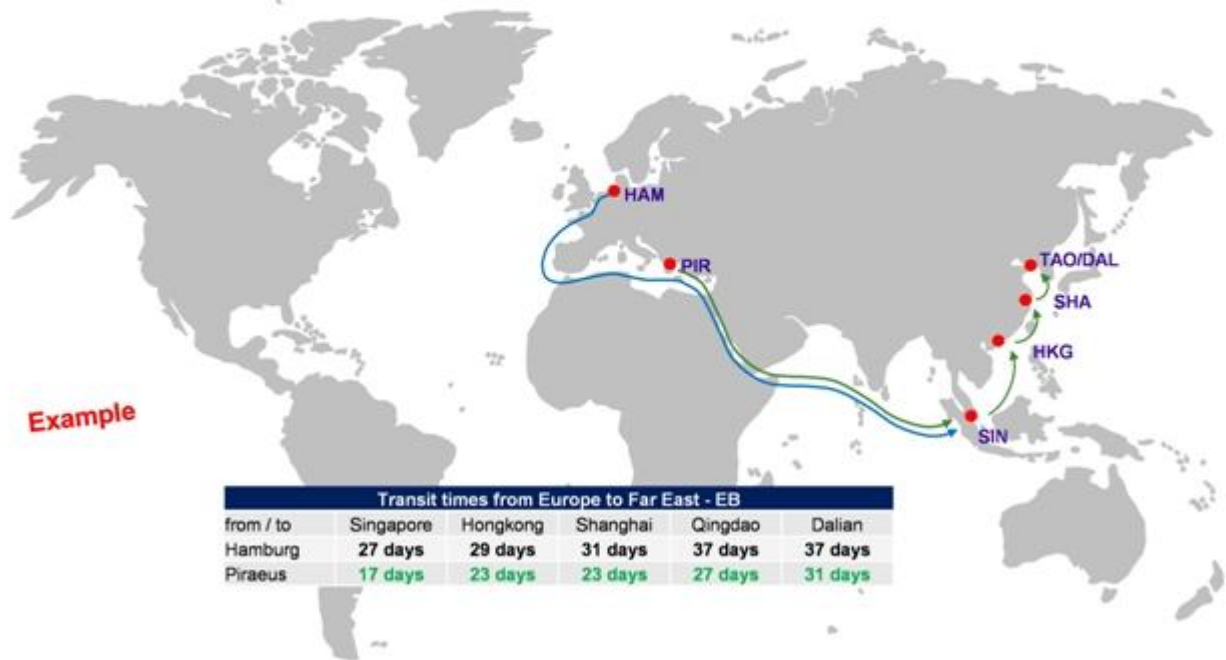 HAM
PIR
TAO/DAL
SHA
HKG
Example
SIN
Transit times from Europe to Far East - EB
from / to Singapore Hongkong Shanghai Qingdao Dalian
Hamburg 27 days 29 days 31 days 37 days 37 days
Piraeus 17 days 23 days 23 days 27 days 31 days